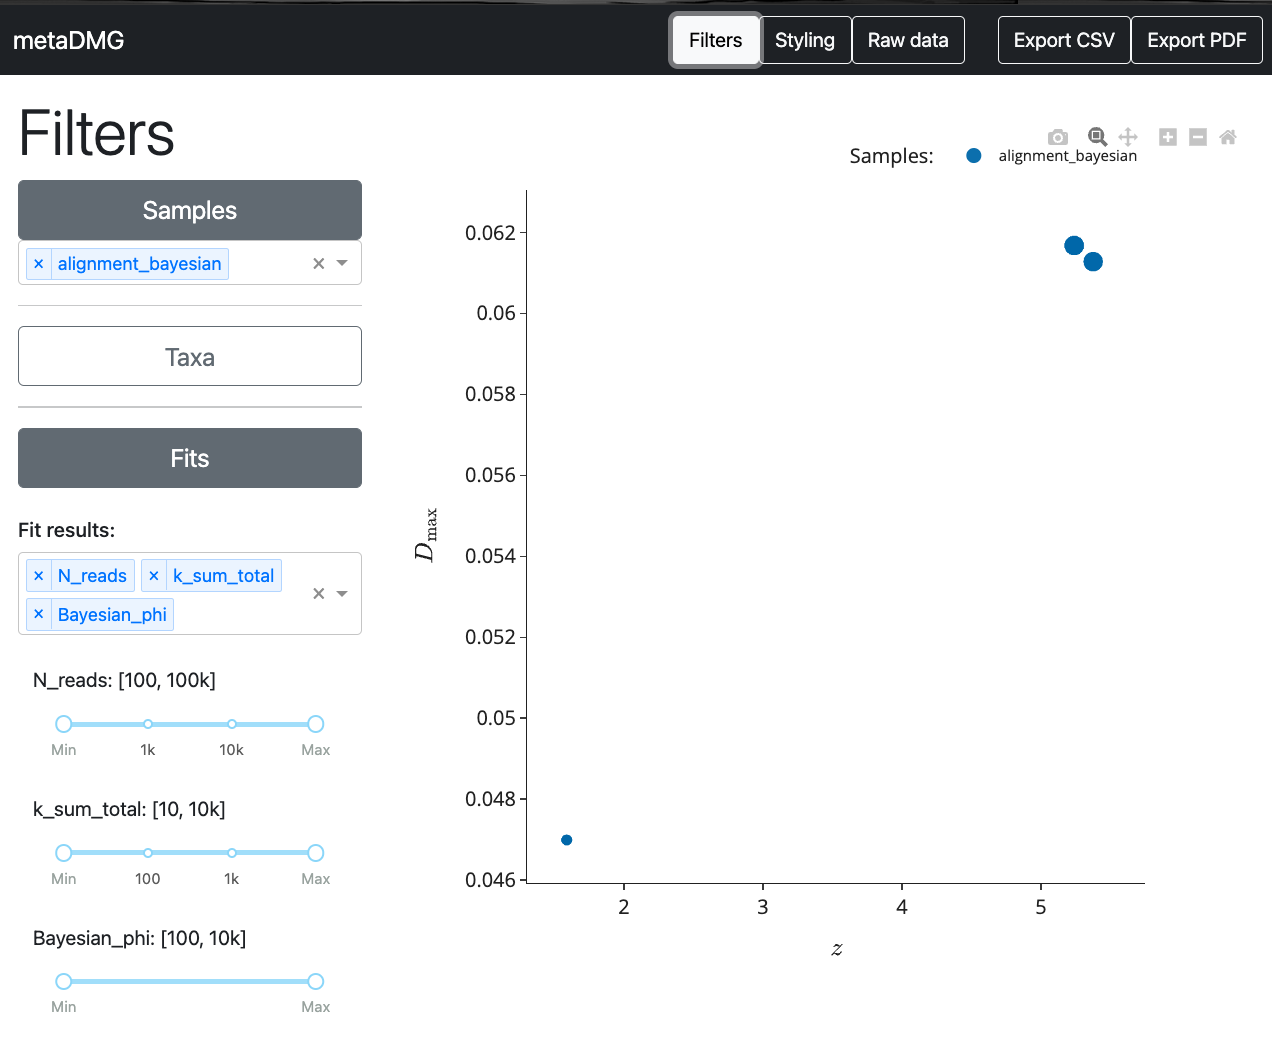 metaDMG
Filters Styling Raw data Export CSV Export PDF
Filters
Samples
× alignment_bayesian
Taxa
Fits
Fit results:
× N_reads × k_sum_total
× Bayesian_phi
N_reads: [100, 100k]
Min 1k 10k Max
k_sum_total: [10, 10k]
Min 100 1k Max
Bayesian_phi: [100, 10k]
Min Max
Samples: alignment_bayesian
0.062
0.06
0.058
0.056
0.054
0.052
0.05
0.048
0.046
D_max
2 3 4 5
z